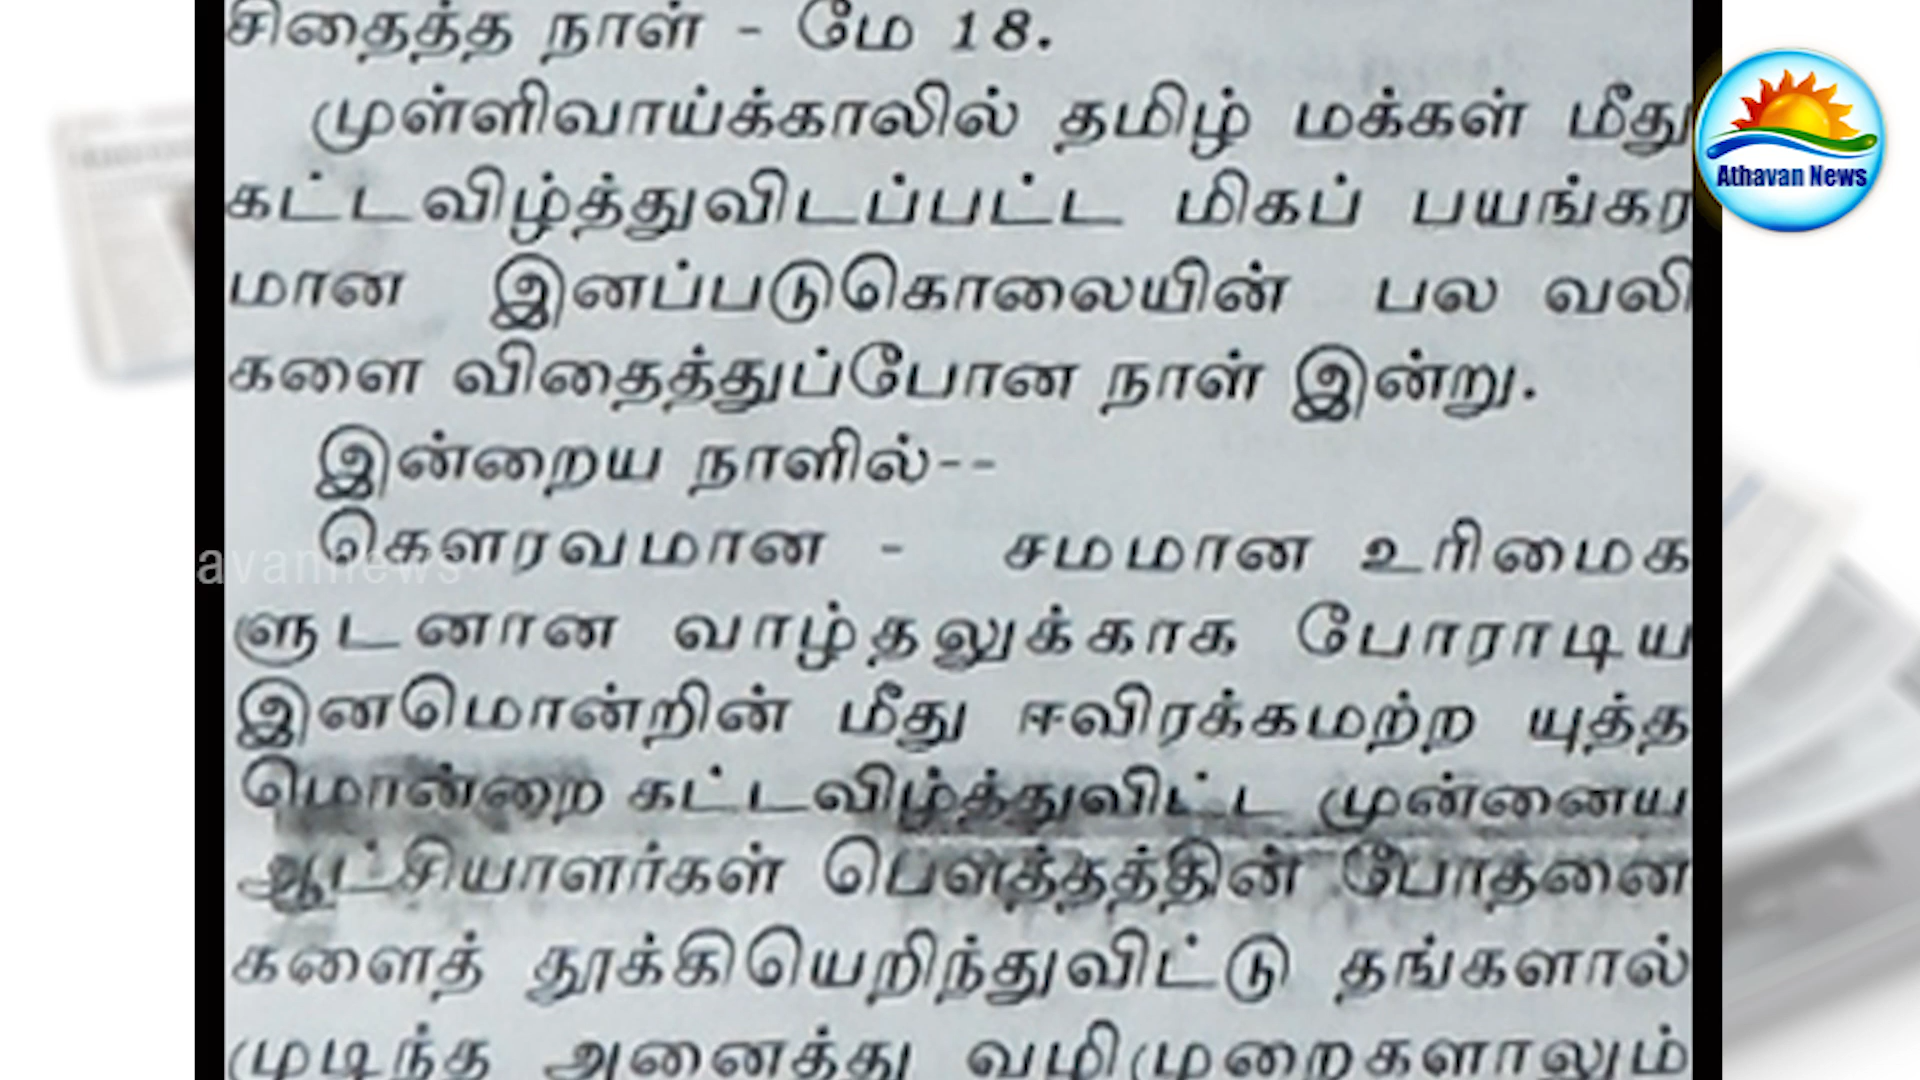 சிதைத்த நாள் - மே 18.
முள்ளிவாய்க்காலில் தமிழ் மக்கள் மீது
கட்டவிழ்த்துவிடப்பட்ட மிகப் பயங்கர
மான இனப்படுகொலையின் பல வலி
களை விதைத்துப்போன நாள் இன்று.
இன்றைய நாளில்--
கௌரவமான - சமமான உரிமைக
ளுடனான வாழ்தலுக்காக போராடிய
இனமொன்றின் மீது ஈவிரக்கமற்ற யுத்த
மொன்றை கட்டவிழ்த்துவிட்ட முன்னைய
ஆட்சியாளர்கள் பௌத்தத்தின் போதனை
களைத் தூக்கியெறிந்துவிட்டு தங்களால்
முடிந்த அனைத்து வழிமுறைகளாலும்
Athavan News
avannews